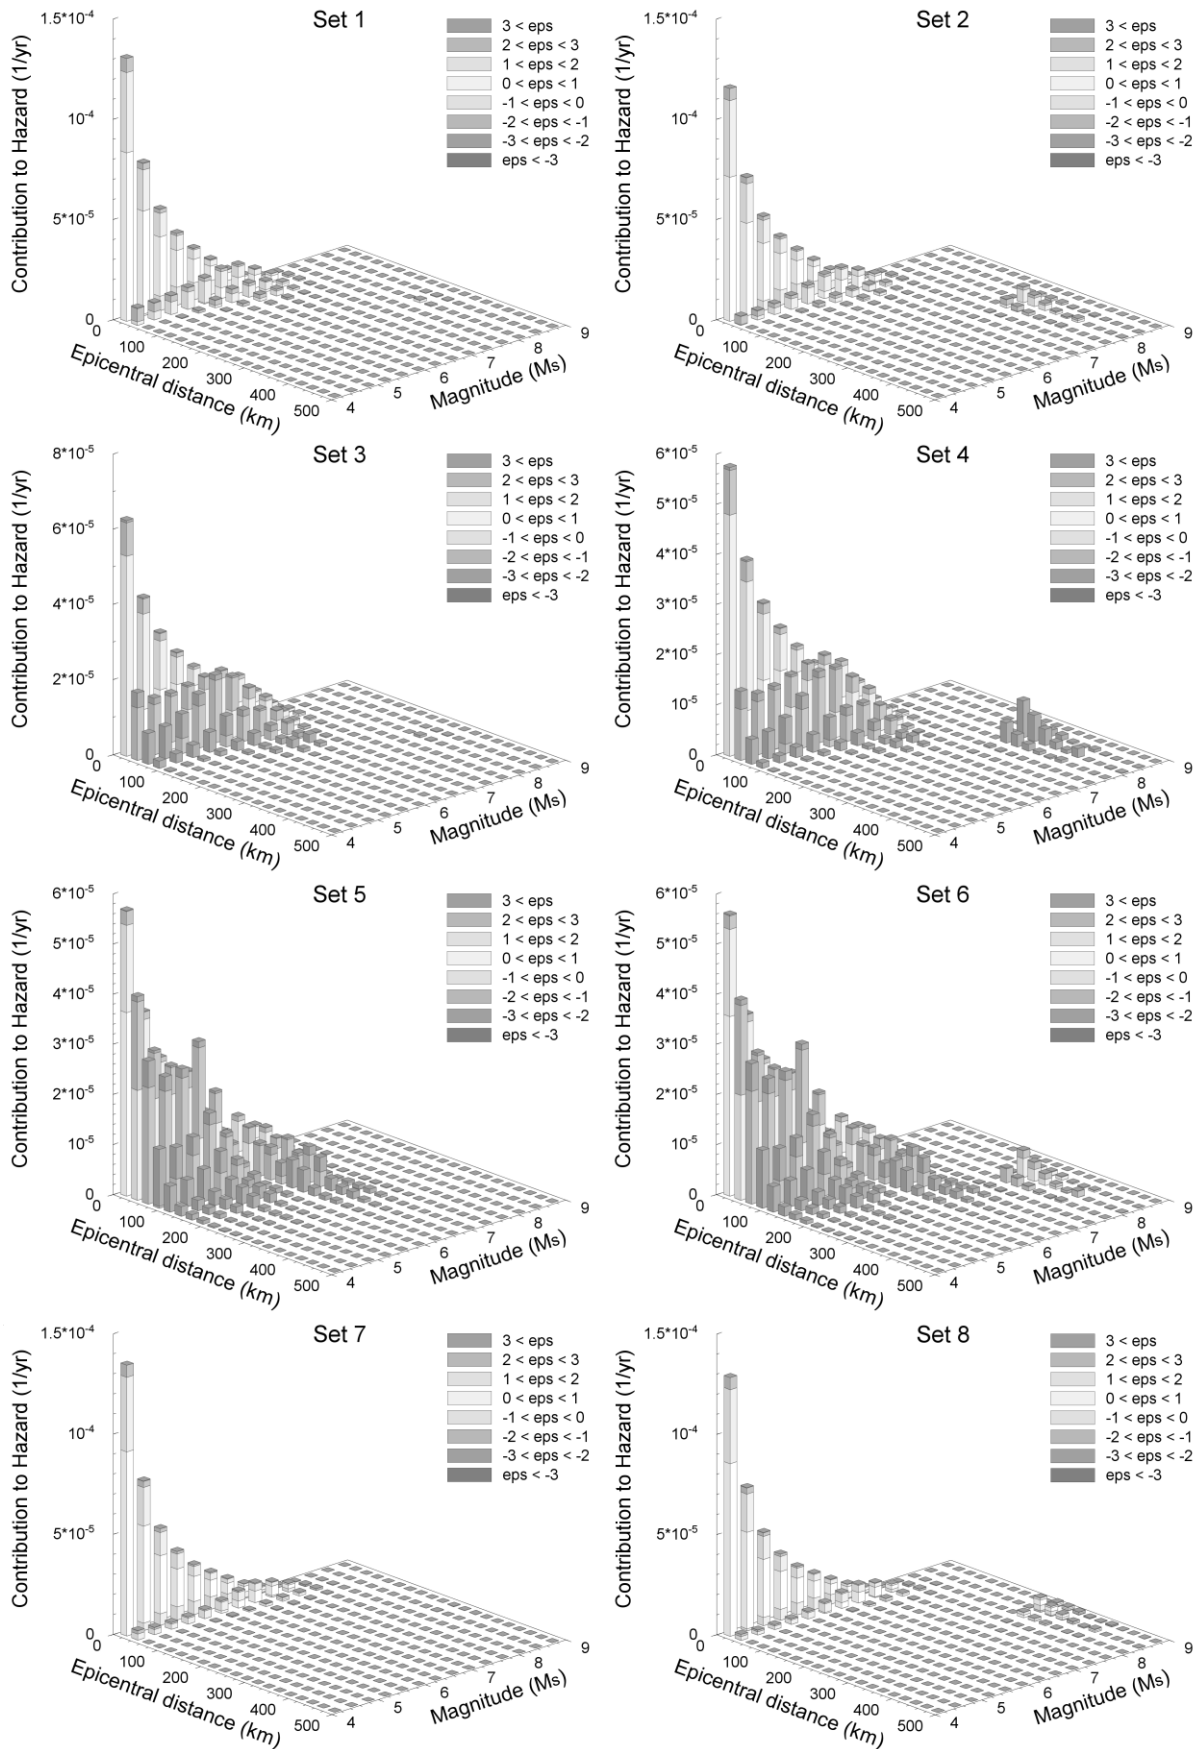 Set 1
Contribution to Hazard (1/yr)
1.5*10-4
10-4
5*10-5
0
3 < eps
2 < eps < 3
1 < eps < 2
0 < eps < 1
-1 < eps < 0
-2 < eps < -1
-3 < eps < -2
eps < -3
0
100
200
300
400
500
Epicentral distance (km)
4
5
6
7
8
9
Magnitude (Ms)
Set 2
Contribution to Hazard (1/yr)
1.5*10-4
10-4
5*10-5
0
3 < eps
2 < eps < 3
1 < eps < 2
0 < eps < 1
-1 < eps < 0
-2 < eps < -1
-3 < eps < -2
eps < -3
0
100
200
300
400
500
Epicentral distance (km)
4
5
6
7
8
9
Magnitude (Ms)
Set 3
Contribution to Hazard (1/yr)
8*10-5
6*10-5
4*10-5
2*10-5
0
3 < eps
2 < eps < 3
1 < eps < 2
0 < eps < 1
-1 < eps < 0
-2 < eps < -1
-3 < eps < -2
eps < -3
0
100
200
300
400
500
Epicentral distance (km)
4
5
6
7
8
9
Magnitude (Ms)
Set 4
Contribution to Hazard (1/yr)
6*10-5
5*10-5
4*10-5
3*10-5
2*10-5
10-5
0
3 < eps
2 < eps < 3
1 < eps < 2
0 < eps < 1
-1 < eps < 0
-2 < eps < -1
-3 < eps < -2
eps < -3
0
100
200
300
400
500
Epicentral distance (km)
4
5
6
7
8
9
Magnitude (Ms)
Set 5
Contribution to Hazard (1/yr)
6*10-5
5*10-5
4*10-5
3*10-5
2*10-5
10-5
0
3 < eps
2 < eps < 3
1 < eps < 2
0 < eps < 1
-1 < eps < 0
-2 < eps < -1
-3 < eps < -2
eps < -3
0
100
200
300
400
500
Epicentral distance (km)
4
5
6
7
8
9
Magnitude (Ms)
Set 6
Contribution to Hazard (1/yr)
6*10-5
5*10-5
4*10-5
3*10-5
2*10-5
10-5
0
3 < eps
2 < eps < 3
1 < eps < 2
0 < eps < 1
-1 < eps < 0
-2 < eps < -1
-3 < eps < -2
eps < -3
0
100
200
300
400
500
Epicentral distance (km)
4
5
6
7
8
9
Magnitude (Ms)
Set 7
Contribution to Hazard (1/yr)
1.5*10-4
10-4
5*10-5
0
3 < eps
2 < eps < 3
1 < eps < 2
0 < eps < 1
-1 < eps < 0
-2 < eps < -1
-3 < eps < -2
eps < -3
0
100
200
300
400
500
Epicentral distance (km)
4
5
6
7
8
9
Magnitude (Ms)
Set 8
Contribution to Hazard (1/yr)
1.5*10-4
10-4
5*10-5
0
3 < eps
2 < eps < 3
1 < eps < 2
0 < eps < 1
-1 < eps < 0
-2 < eps < -1
-3 < eps < -2
eps < -3
0
100
200
300
400
500
Epicentral distance (km)
4
5
6
7
8
9
Magnitude (Ms)